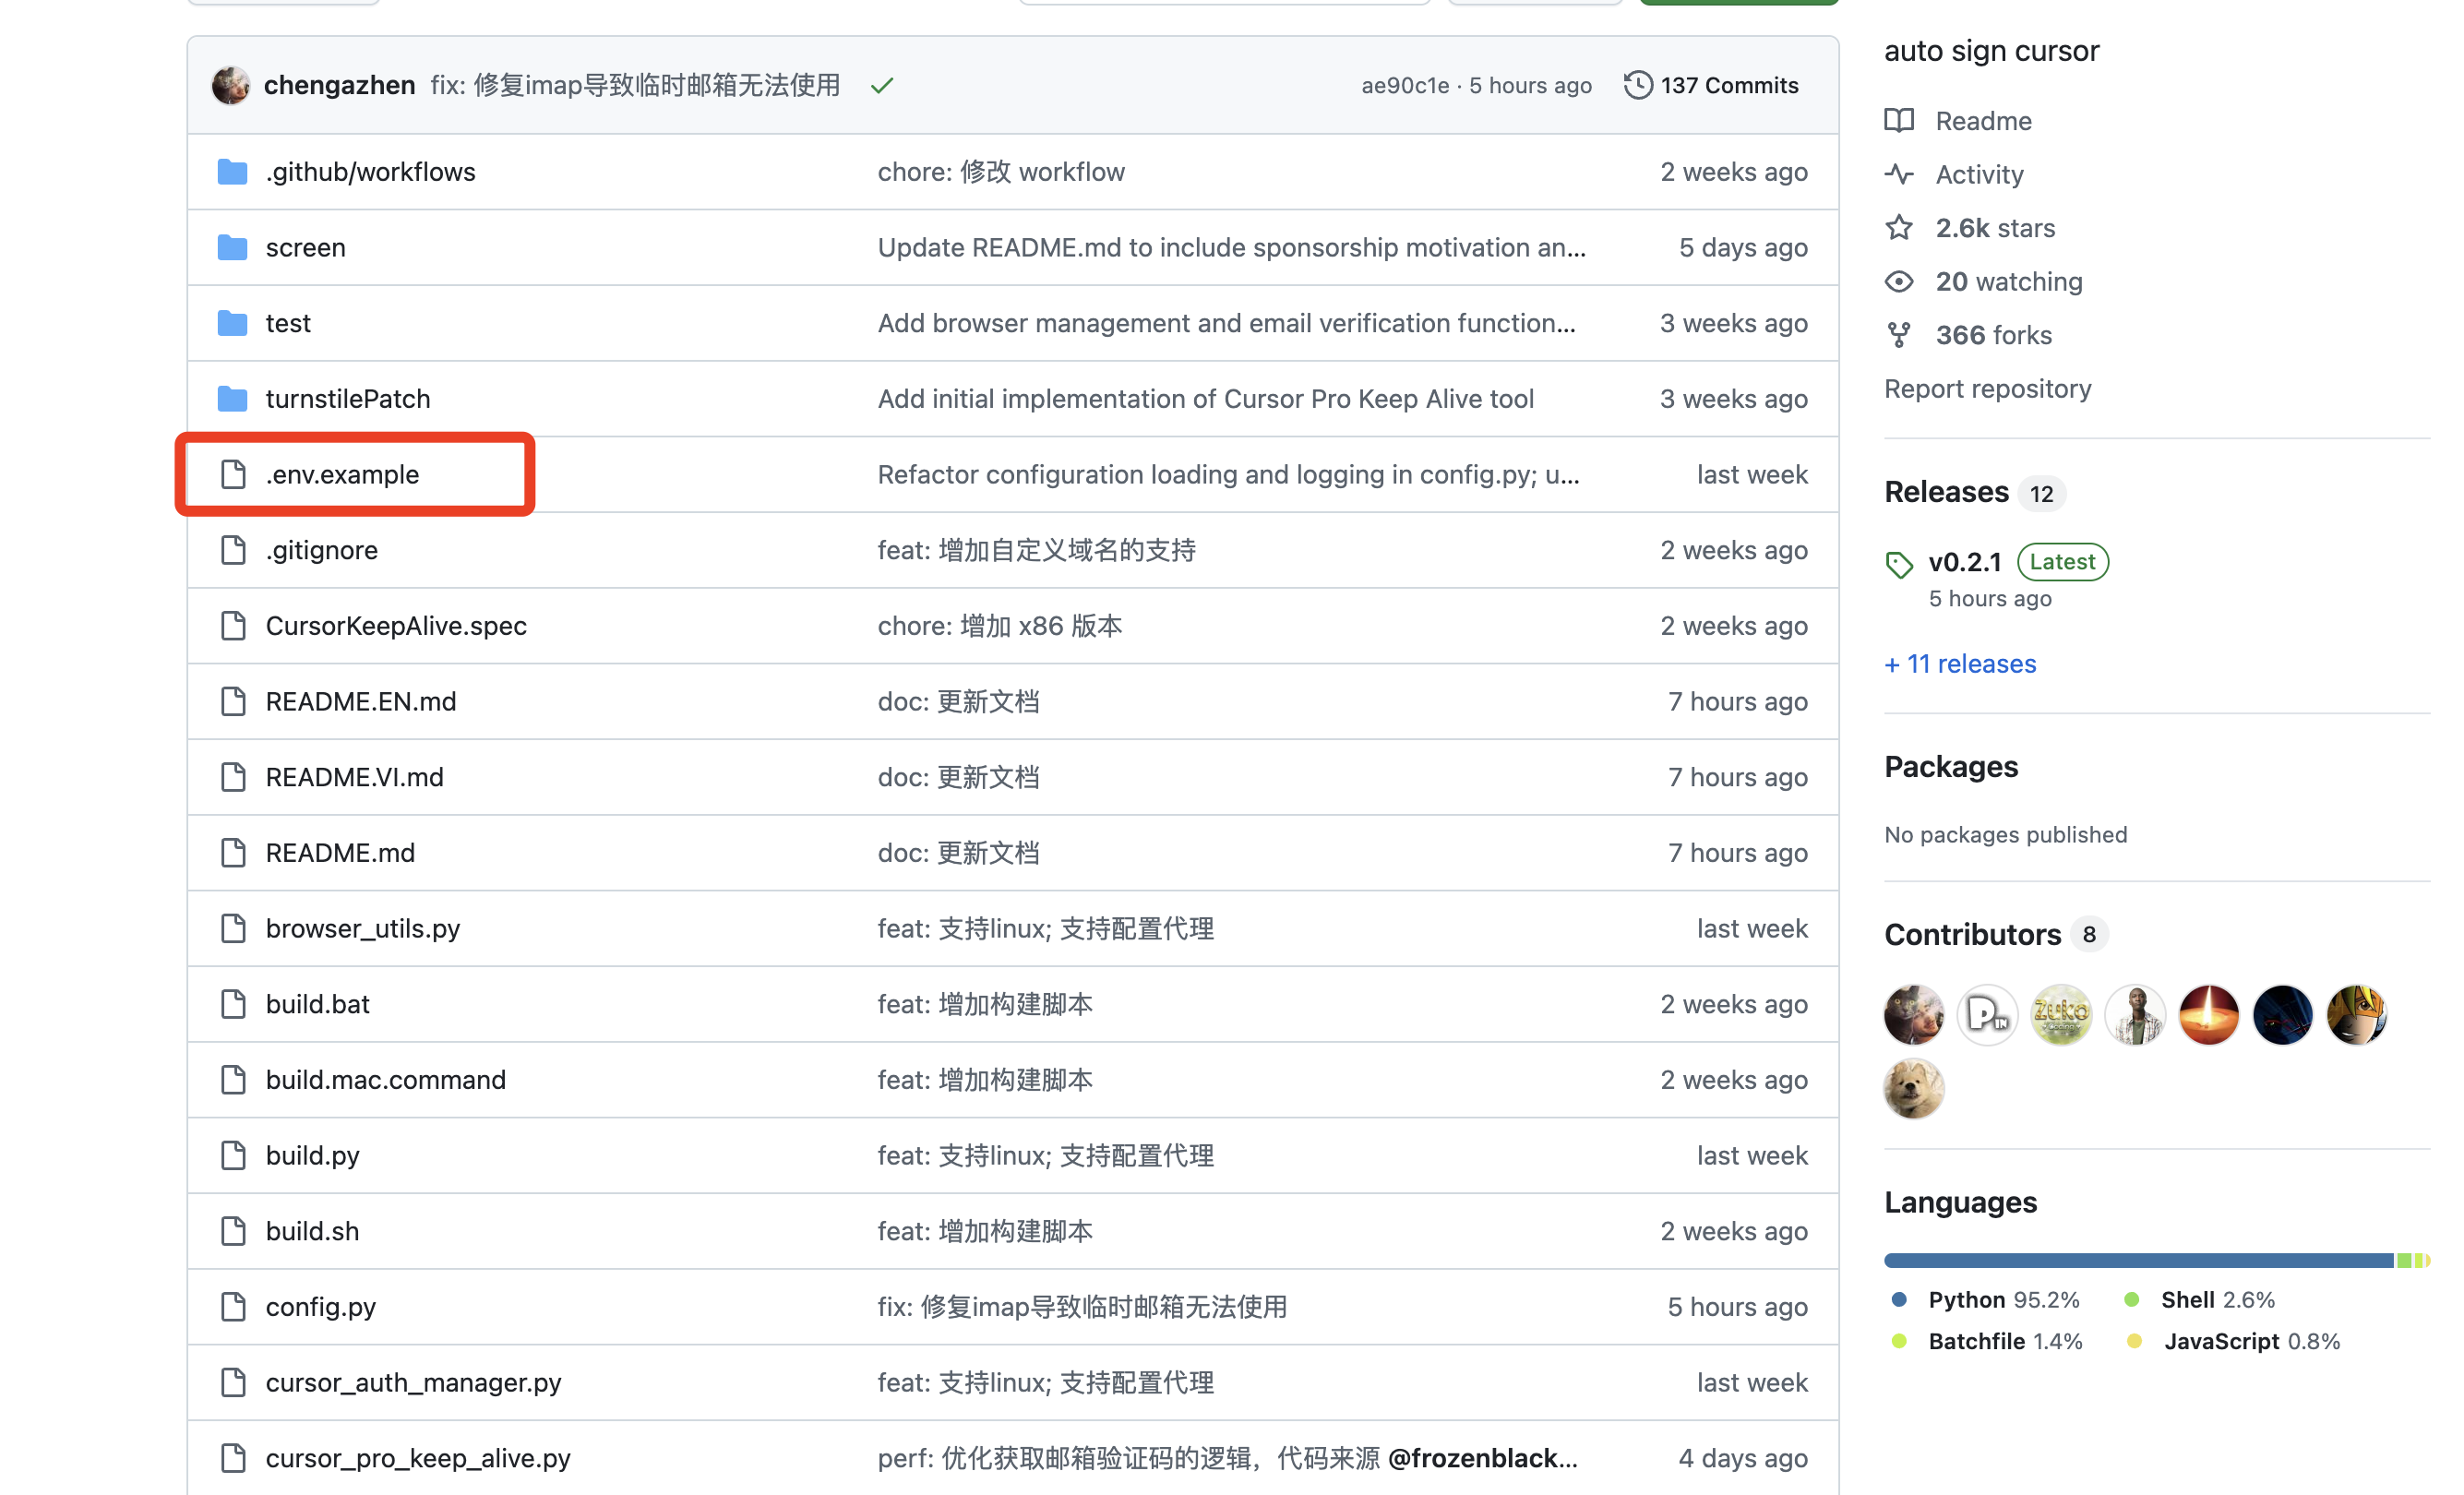 chengazhen fix: 修复imap导致临时邮箱无法使用 ae90c1e · 5 hours ago 137 Commits
.github/workflows chore: 修改 workflow 2 weeks ago
screen Update README.md to include sponsorship motivation an... 5 days ago
test Add browser management and email verification function... 3 weeks ago
turnstilePatch Add initial implementation of Cursor Pro Keep Alive tool 3 weeks ago
.env.example Refactor configuration loading and logging in config.py; u... last week
.gitignore feat: 增加自定义域名的支持 2 weeks ago
CursorKeepAlive.spec chore: 增加 x86 版本 2 weeks ago
README.EN.md doc: 更新文档 7 hours ago
README.VI.md doc: 更新文档 7 hours ago
README.md doc: 更新文档 7 hours ago
browser_utils.py feat: 支持linux; 支持配置代理 last week
build.bat feat: 增加构建脚本 2 weeks ago
build.mac.command feat: 增加构建脚本 2 weeks ago
build.py feat: 支持linux; 支持配置代理 last week
build.sh feat: 增加构建脚本 2 weeks ago
config.py fix: 修复imap导致临时邮箱无法使用 5 hours ago
cursor_auth_manager.py feat: 支持linux; 支持配置代理 last week
cursor_pro_keep_alive.py perf: 优化获取邮箱验证码的逻辑，代码来源 @frozenblack... 4 days ago
auto sign cursor
Readme
Activity
2.6k stars
20 watching
366 forks
Report repository
Releases 12
v0.2.1 Latest
5 hours ago
+ 11 releases
Packages
No packages published
Contributors 8
PIN
ZUKO
Languages
Python 95.2% Shell 2.6%
Batchfile 1.4% JavaScript 0.8%